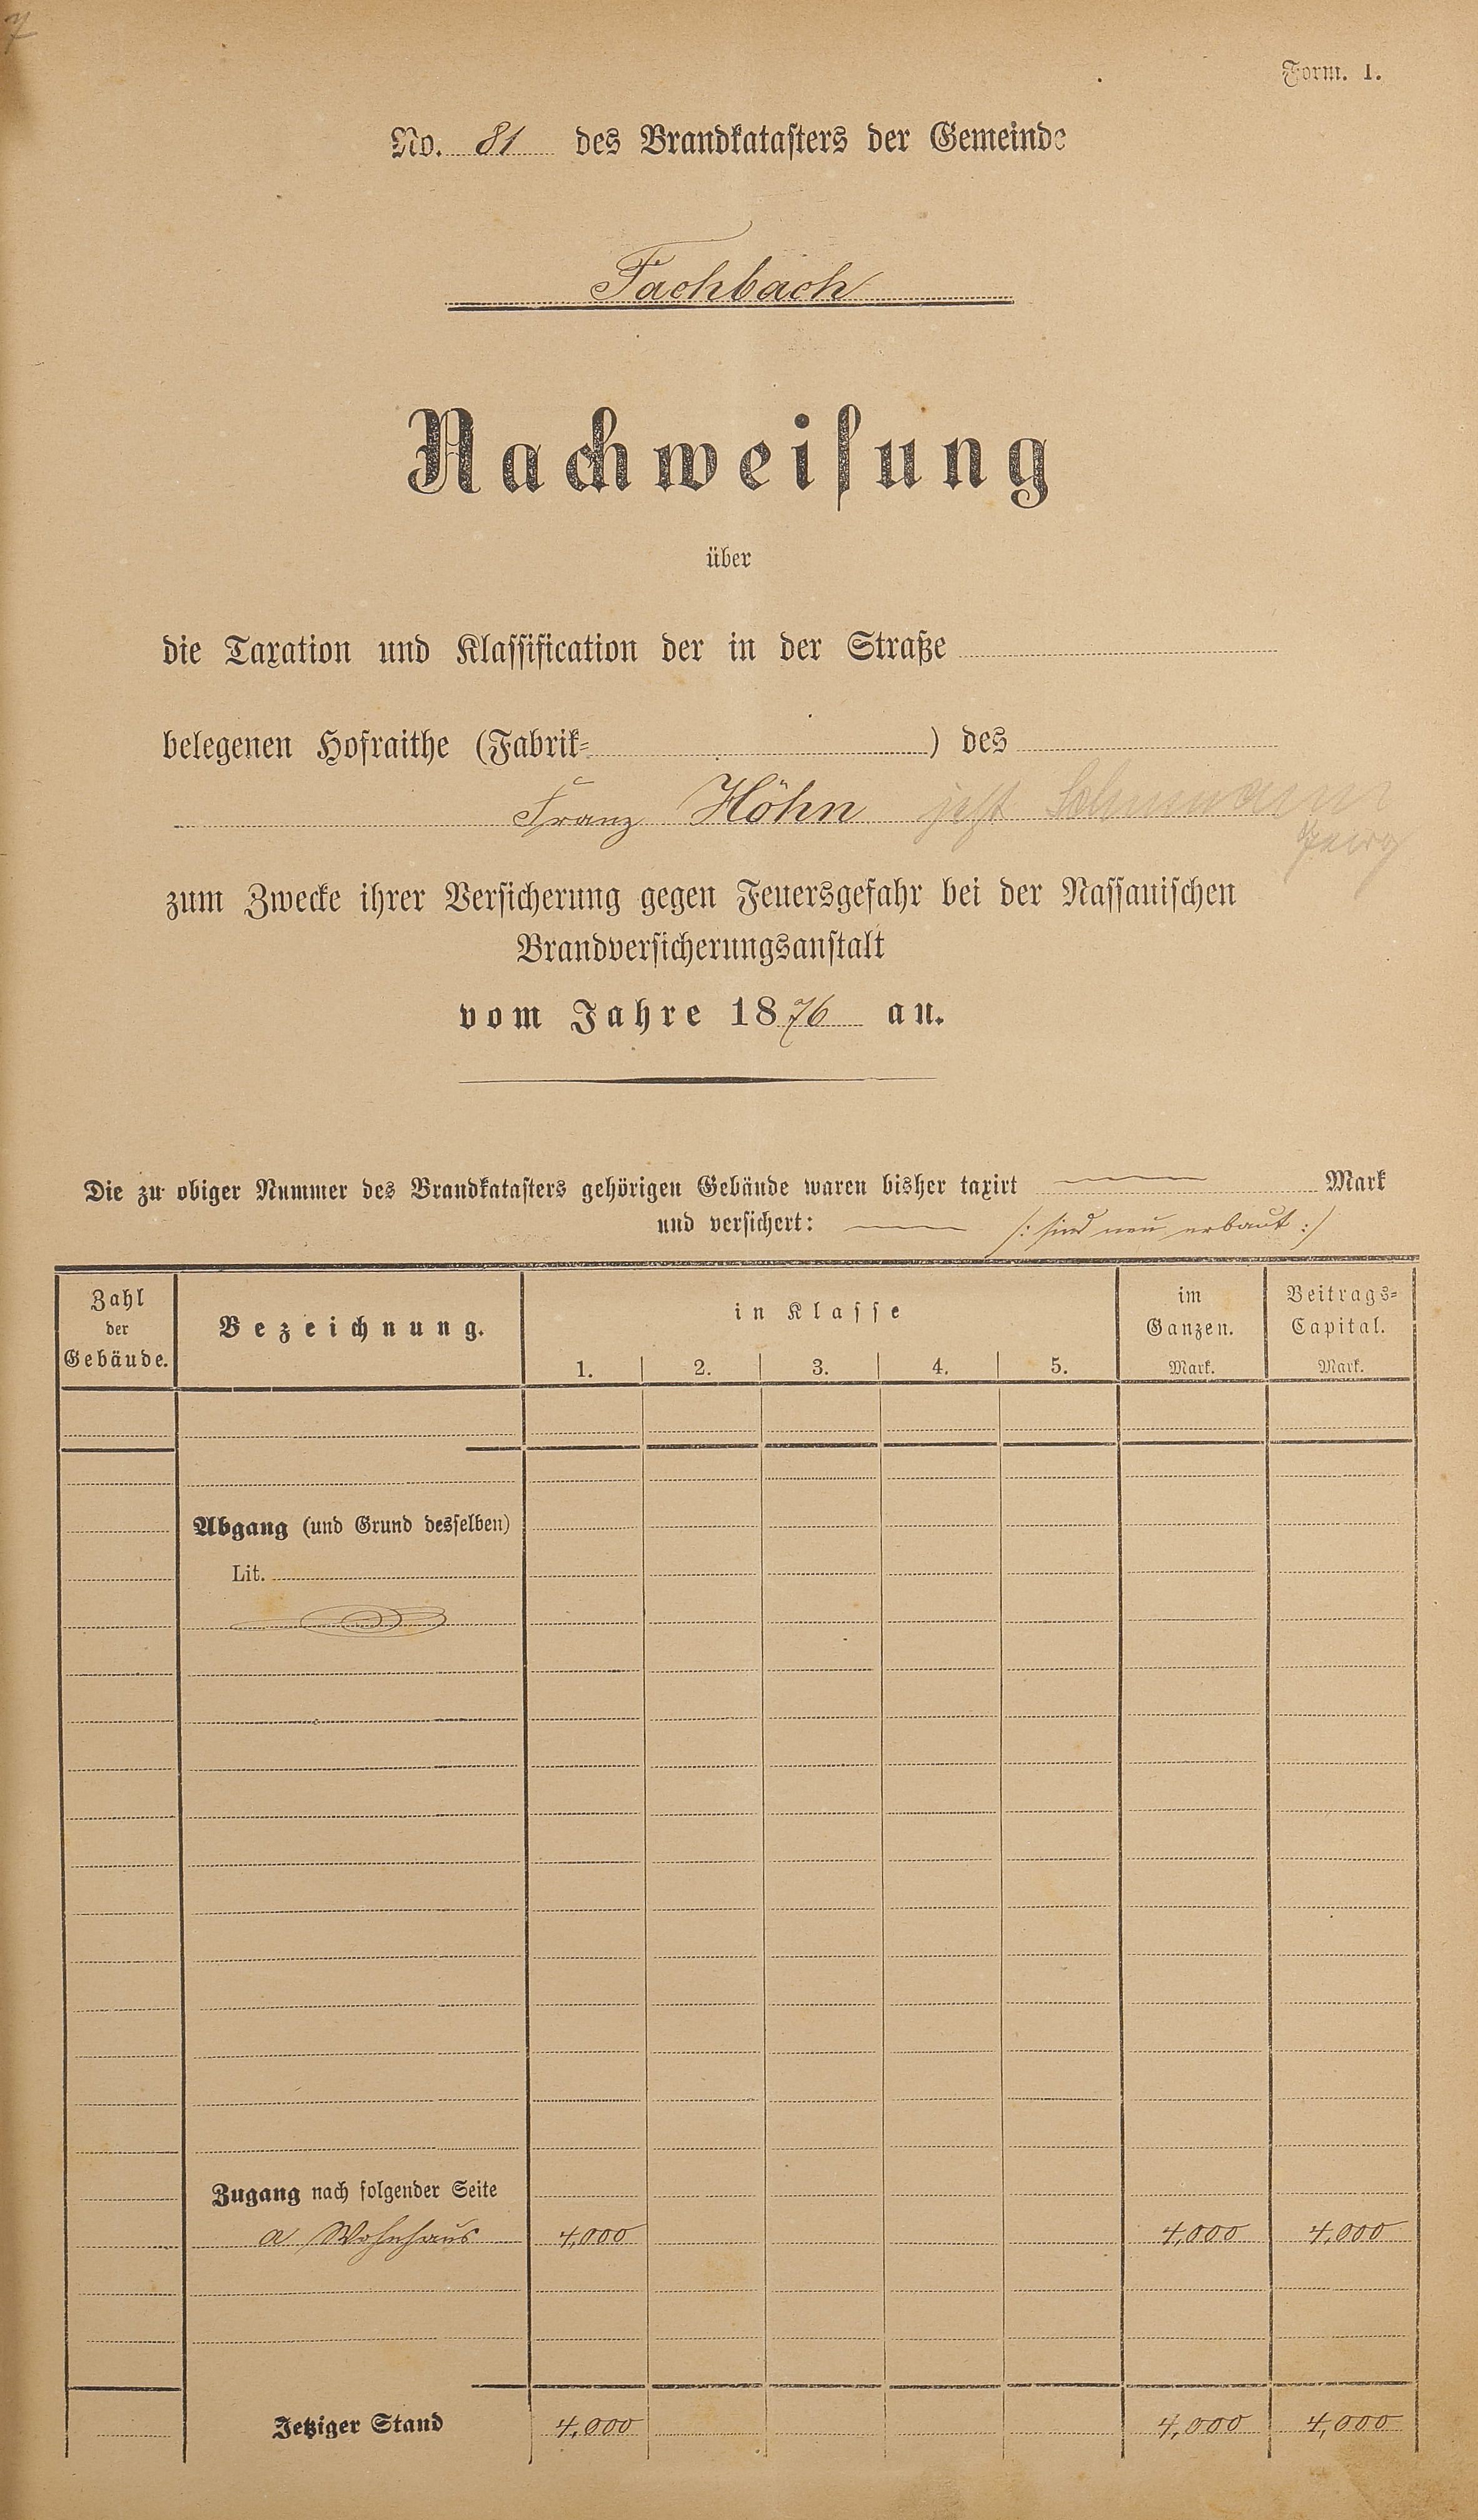 Form. 1.
No. 81 des Brandkatasters der Gemeinde
Fachbach
Nachweisung
über
die Taxation und Klassification der in der Straße
belegenen Hofraithe (Fabrik- ) des
Franz Höhn jetzt
zum Zwecke ihrer Versicherung gegen Feuersgefahr bei der Nassauischen
Brandversicherungsanstalt
vom Jahre 1876 an.
Die zu obiger Nummer des Brandkatasters gehörigen Gebäude waren bisher taxirt Mark
und versichert: /: sind neu erbaut :/
Zahl der Gebäude. Bezeichnung. in Klasse im Ganzen. Beitrags-Capital.
1. 2. 3. 4. 5. Mark. Mark.
Abgang (und Grund desselben)
Lit.
Zugang nach folgender Seite
a Wohnhaus 4,000 4,000 4,000
Jetziger Stand 4,000 4,000 4,000